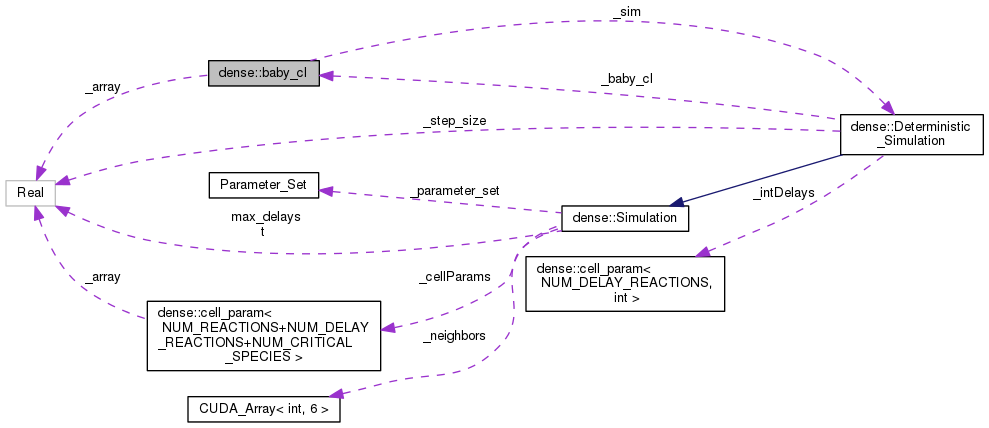 _sim
dense::baby_cl
_array
_baby_cl
_step_size
dense::Deterministic
_Simulation
Parameter_Set
_parameter_set
_intDelays
Real
max_delays
t
dense::Simulation
_array
_cellParams
dense::cell_param<
NUM_DELAY_REACTIONS,
int >
dense::cell_param<
NUM_REACTIONS+NUM_DELAY
_REACTIONS+NUM_CRITICAL
_SPECIES >
_neighbors
CUDA_Array< int, 6 >